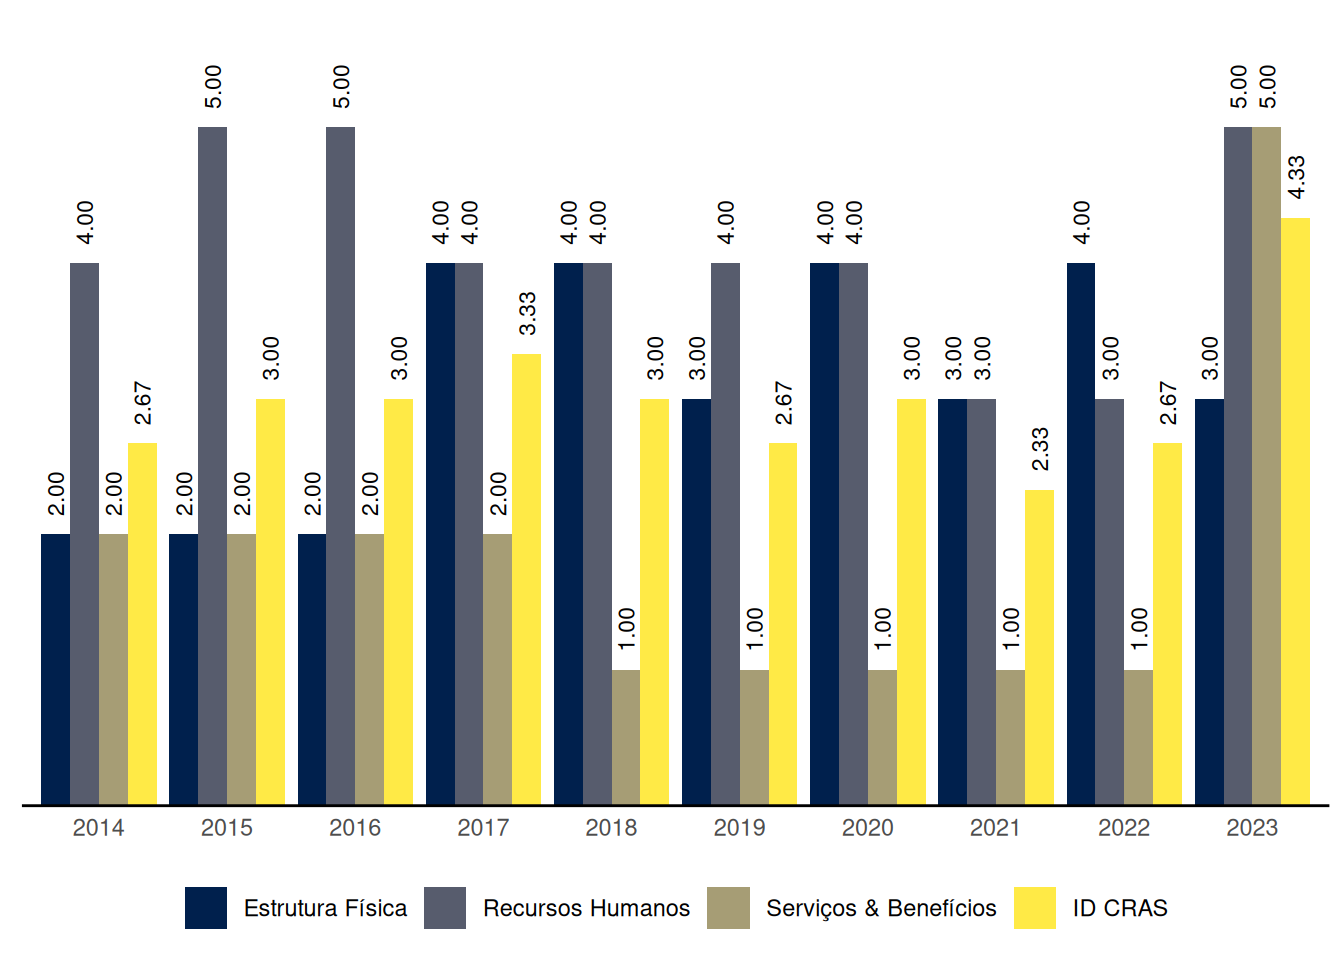 2.00 4.00 2.00 2.67
2.00 5.00 2.00 3.00
2.00 5.00 2.00 3.00
4.00 4.00 2.00 3.33
4.00 4.00 1.00 3.00
3.00 4.00 1.00 2.67
4.00 4.00 1.00 3.00
3.00 3.00 1.00 2.33
4.00 3.00 1.00 2.67
3.00 5.00 5.00 4.33
2014 2015 2016 2017 2018 2019 2020 2021 2022 2023
Estrutura Física Recursos Humanos Serviços & Benefícios ID CRAS